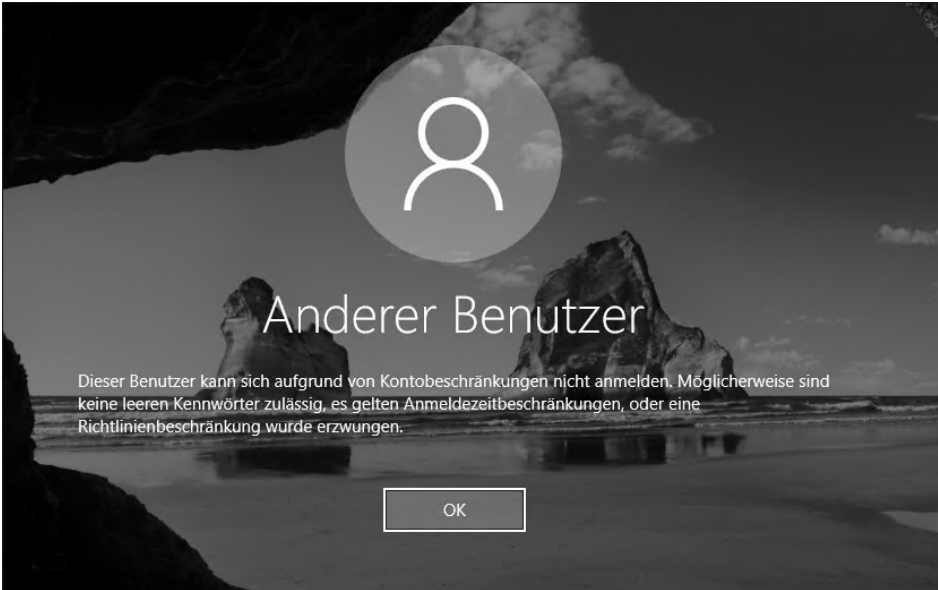 Anderer Benutzer
Dieser Benutzer kann sich aufgrund von Kontobeschränkungen nicht anmelden. Möglicherweise sind
keine leeren Kennwörter zulässig, es gelten Anmeldezeitbeschränkungen, oder eine
Richtlinienbeschränkung wurde erzwungen.
OK